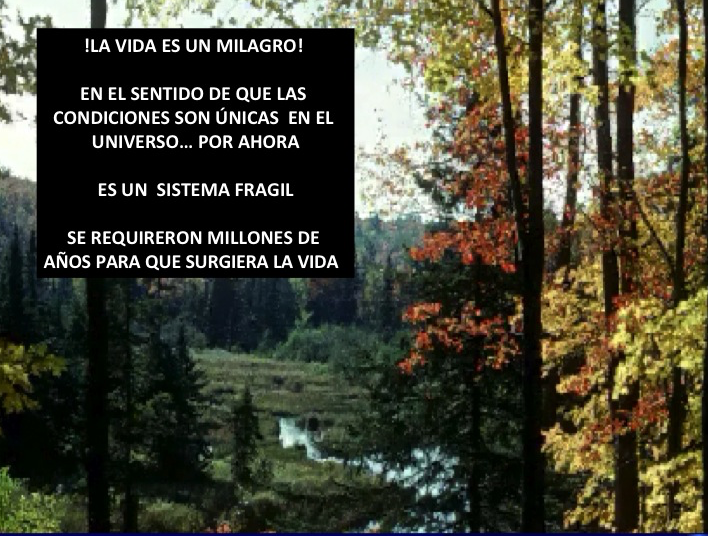 !LA VIDA ES UN MILAGRO!
EN EL SENTIDO DE QUE LAS
CONDICIONES SON ÚNICAS EN EL
UNIVERSO... POR AHORA
ES UN SISTEMA FRAGIL
SE REQUIRERON MILLONES DE
AÑOS PARA QUE SURGIERA LA VIDA